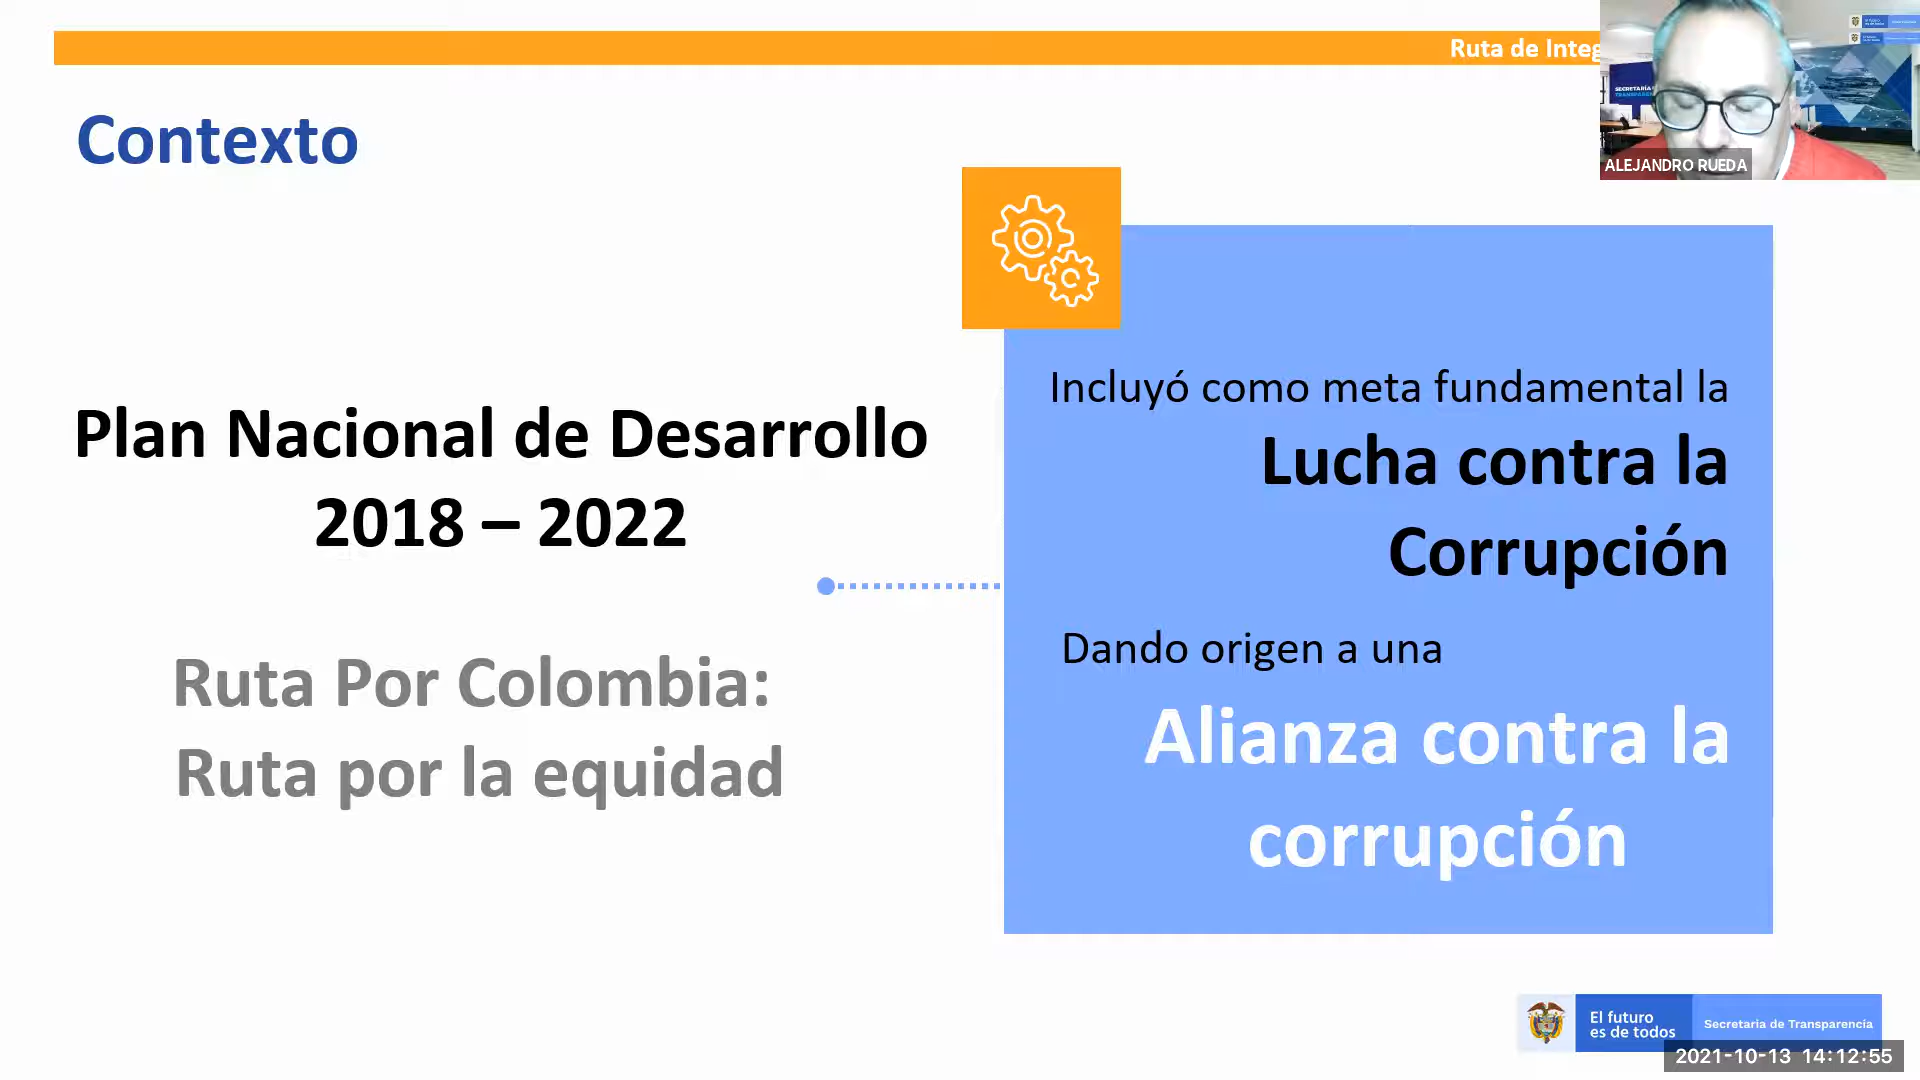 Ruta de Integ
Contexto
ALEJANDRO RUEDA
SECRETARÍA
Plan Nacional de Desarrollo
2018 – 2022
Ruta Por Colombia:
Ruta por la equidad
Incluyó como meta fundamental la
Lucha contra la
Corrupción
Dando origen a una
Alianza contra la
corrupción
El futuro
es de todos
Secretaria de Transparencia
2021-10-13 14:12:55